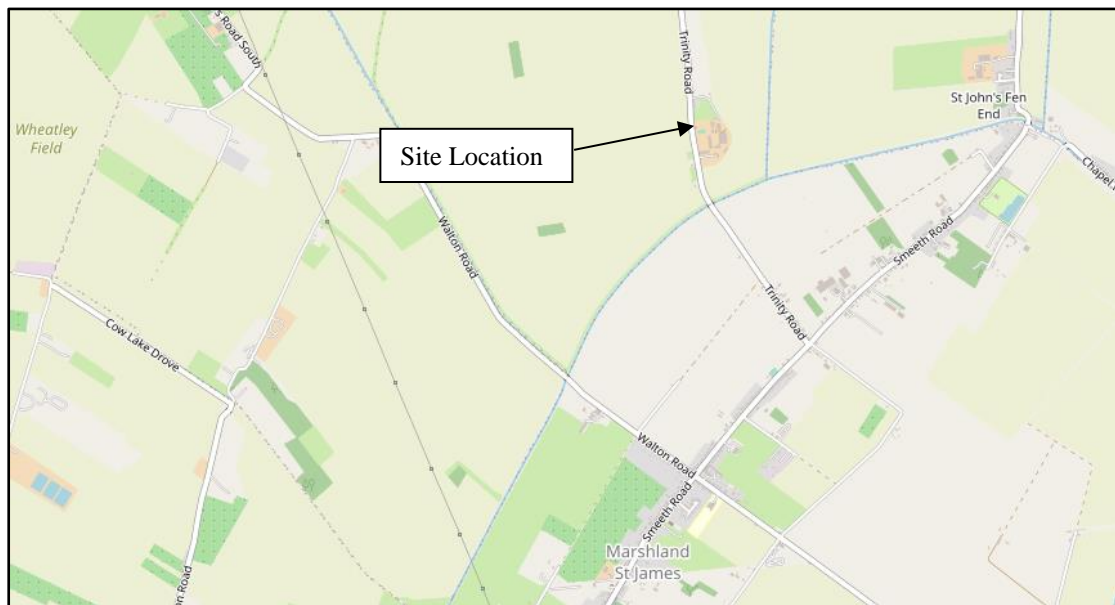 s Road South
Trinity Road
St John's Fen
End
Wheatley
Field
Site Location
Chapel
Walton Road
Smeeth Road
Trinity Road
Cow Lake Drove
Walton Road
Smeeth Road
Marshland
St James
on Road